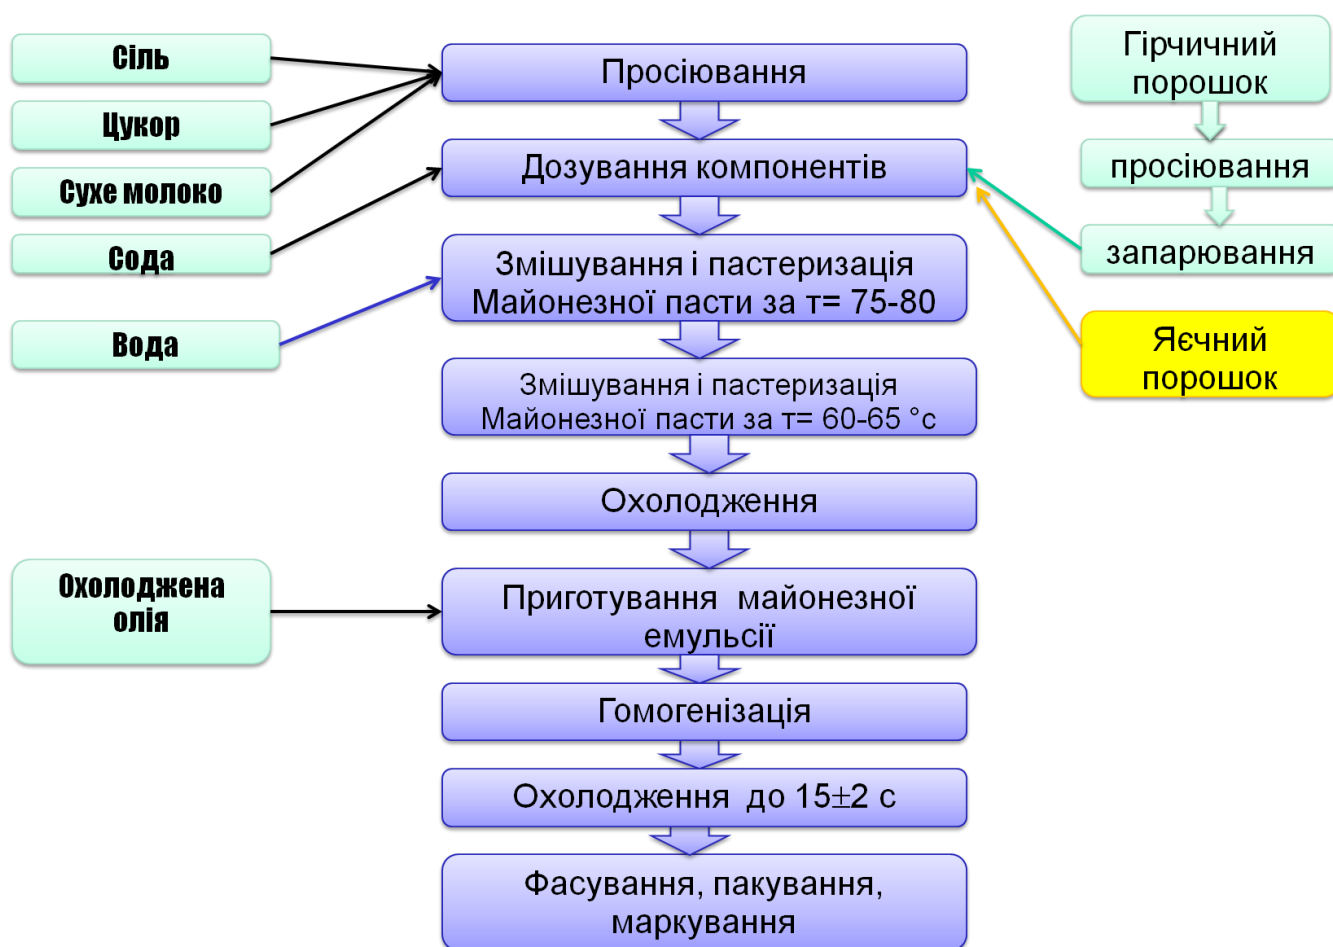 Сіль
Цукор
Сухе молоко
Сода
Вода
Охолоджена
олія
Просіювання
Дозування компонентів
Змішування і пастеризація
Майонезної пасти за т= 75-80
Змішування і пастеризація
Майонезної пасти за т= 60-65 °с
Охолодження
Приготування майонезної
емульсії
Гомогенізація
Охолодження до 15±2 с
Фасування, пакування,
маркування
Гірчичний
порошок
просіювання
запарювання
Яєчний
порошок